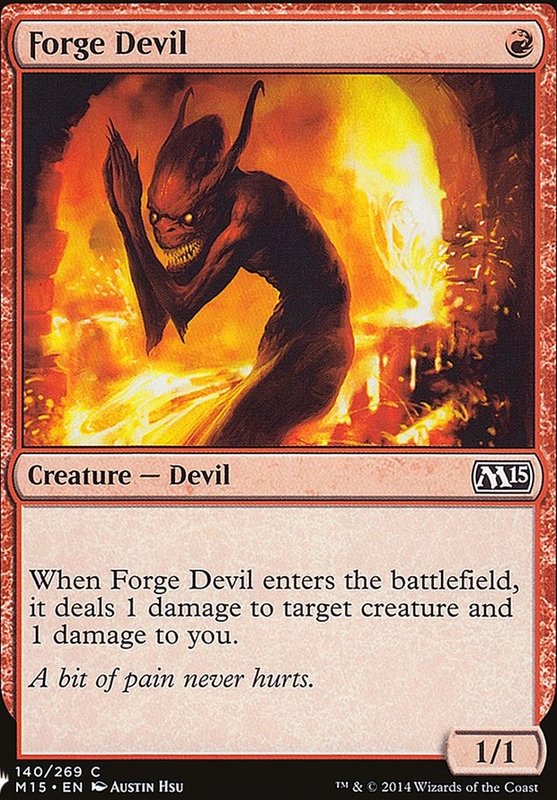 Forge Devil
Creature — Devil
M15
When Forge Devil enters the battlefield,
it deals 1 damage to target creature and
1 damage to you.
A bit of pain never hurts.
1/1
140/269 C
M15 • EN Austin Hsu
™ & © 2014 Wizards of the Coast